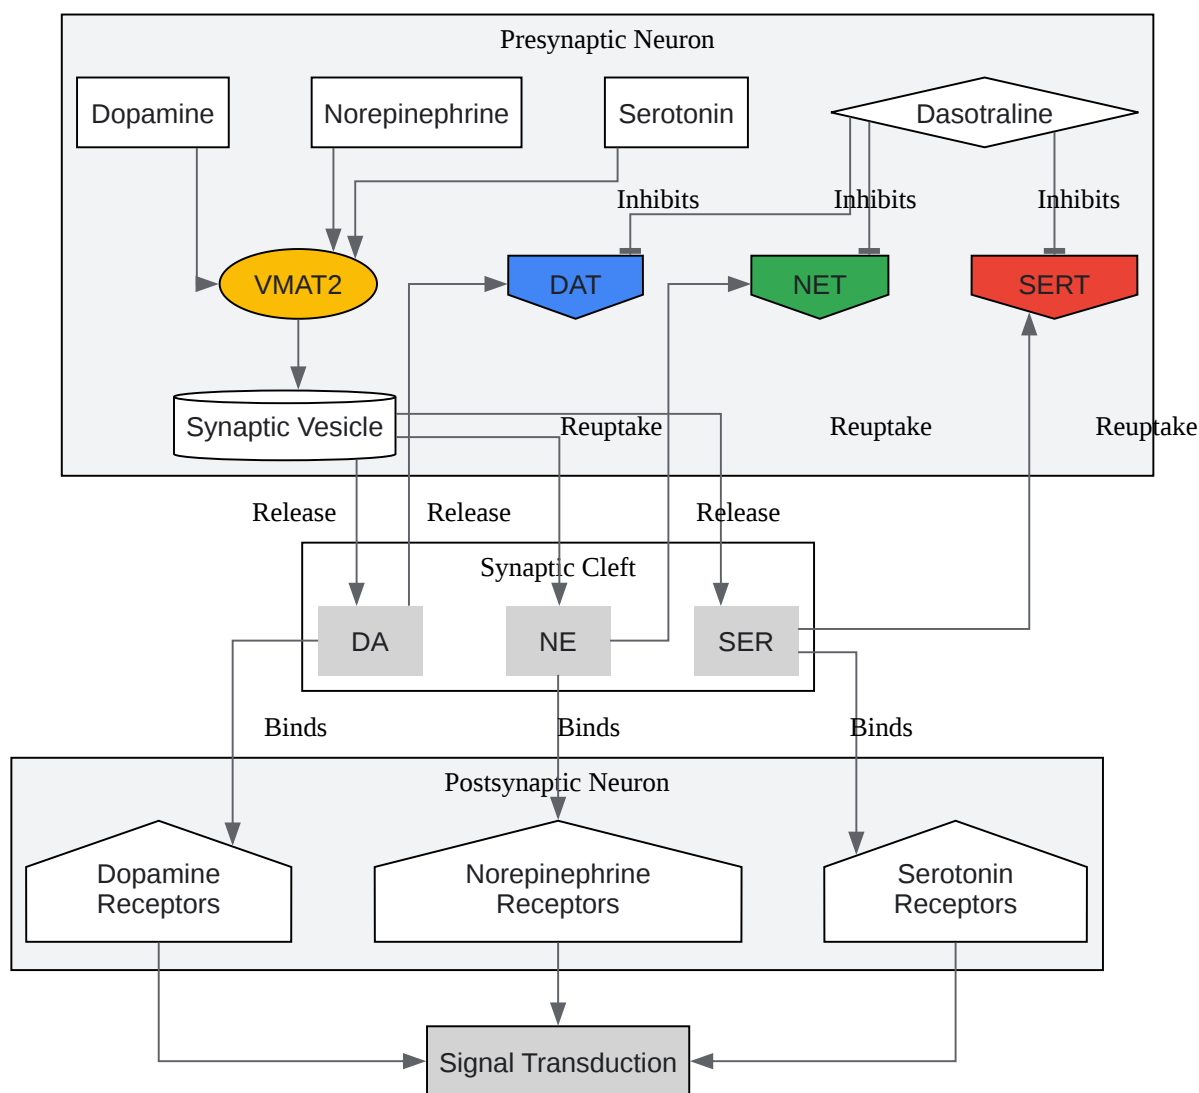 Presynaptic Neuron
Dopamine
Norepinephrine
Serotonin
Dasotraline
Inhibits
Inhibits
Inhibits
VMAT2
DAT
NET
SERT
Synaptic Vesicle
Reuptake
Reuptake
Reuptake
Release
Release
Release
Synaptic Cleft
DA
NE
SER
Binds
Binds
Binds
Postsynaptic Neuron
Dopamine
Receptors
Norepinephrine
Receptors
Serotonin
Receptors
Signal Transduction